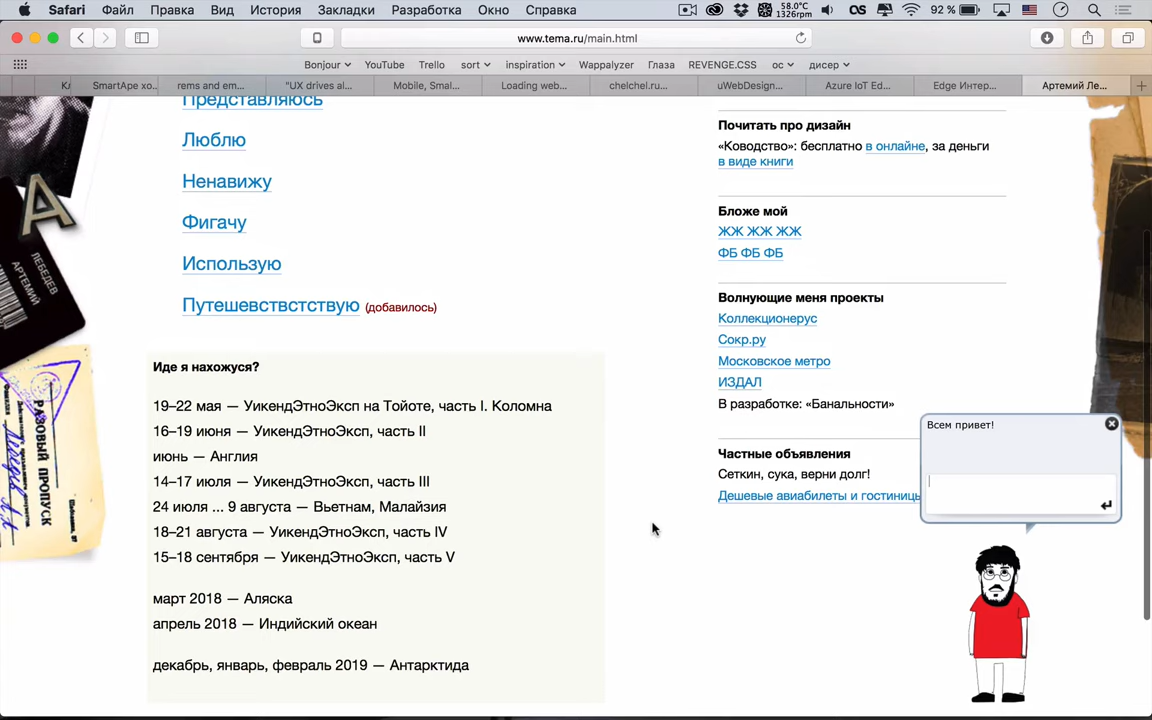 Safari Файл Правка Вид История Закладки Разработка Окно Справка
58.0°C
1326rpm
92 %
www.tema.ru/main.html
Bonjour YouTube Trello sort inspiration Wappalyzer Глаза REVENGE.CSS ос дисер
SmartApe xo... rems and em... "UX drives al... Mobile, Smal... Loading web... chelchel.ru... uWebDesign... Azure IoT Ed... Edge Интер... Артемий Ле...
Представляюсь
Люблю
Ненавижу
Фигачу
Использую
Путешевствстствую (добавилось)
Иде я нахожуся?
19–22 мая — УикендЭтноЭксп на Тойоте, часть I. Коломна
16–19 июня — УикендЭтноЭксп, часть II
июнь — Англия
14–17 июля — УикендЭтноЭксп, часть III
24 июля ... 9 августа — Вьетнам, Малайзия
18–21 августа — УикендЭтноЭксп, часть IV
15–18 сентября — УикендЭтноЭксп, часть V
март 2018 — Аляска
апрель 2018 — Индийский океан
декабрь, январь, февраль 2019 — Антарктида
Почитать про дизайн
«Ководство»: бесплатно в онлайне, за деньги
в виде книги
Бложе мой
ЖЖ ЖЖ ЖЖ
ФБ ФБ ФБ
Волнующие меня проекты
Коллекционерус
Сокр.ру
Московское метро
ИЗДАЛ
В разработке: «Банальности»
Частные объявления
Сеткин, сука, верни долг!
Дешевые авиабилеты и гостиницы
Всем привет!
А
ЛЕБЕДЕВ
АРТЕМИЙ
РАЗОВЫЙ ПРОПУСК